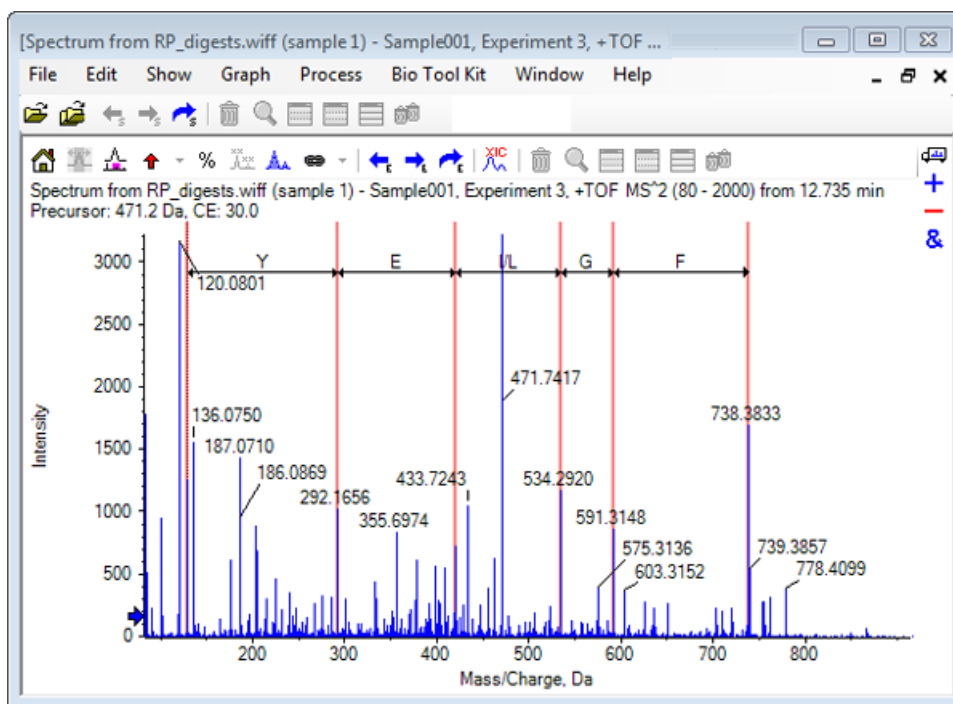 [Spectrum from RP_digests.wiff (sample 1) - Sample001, Experiment 3, +TOF ...
File Edit Show Graph Process Bio Tool Kit Window Help
XIC
Spectrum from RP_digests.wiff (sample 1) - Sample001, Experiment 3, +TOF MS^2 (80 - 2000) from 12.735 min
Precursor: 471.2 Da, CE: 30.0
Y E I/L G F
3000
120.0801
2500
2000
471.7417
738.3833
136.0750
1500
187.0710
186.0869
433.7243
534.2920
292.1656
355.6974
591.3148
1000
575.3136
739.3857
603.3152
778.4099
500
0
200 300 400 500 600 700 800
Mass/Charge, Da
Intensity